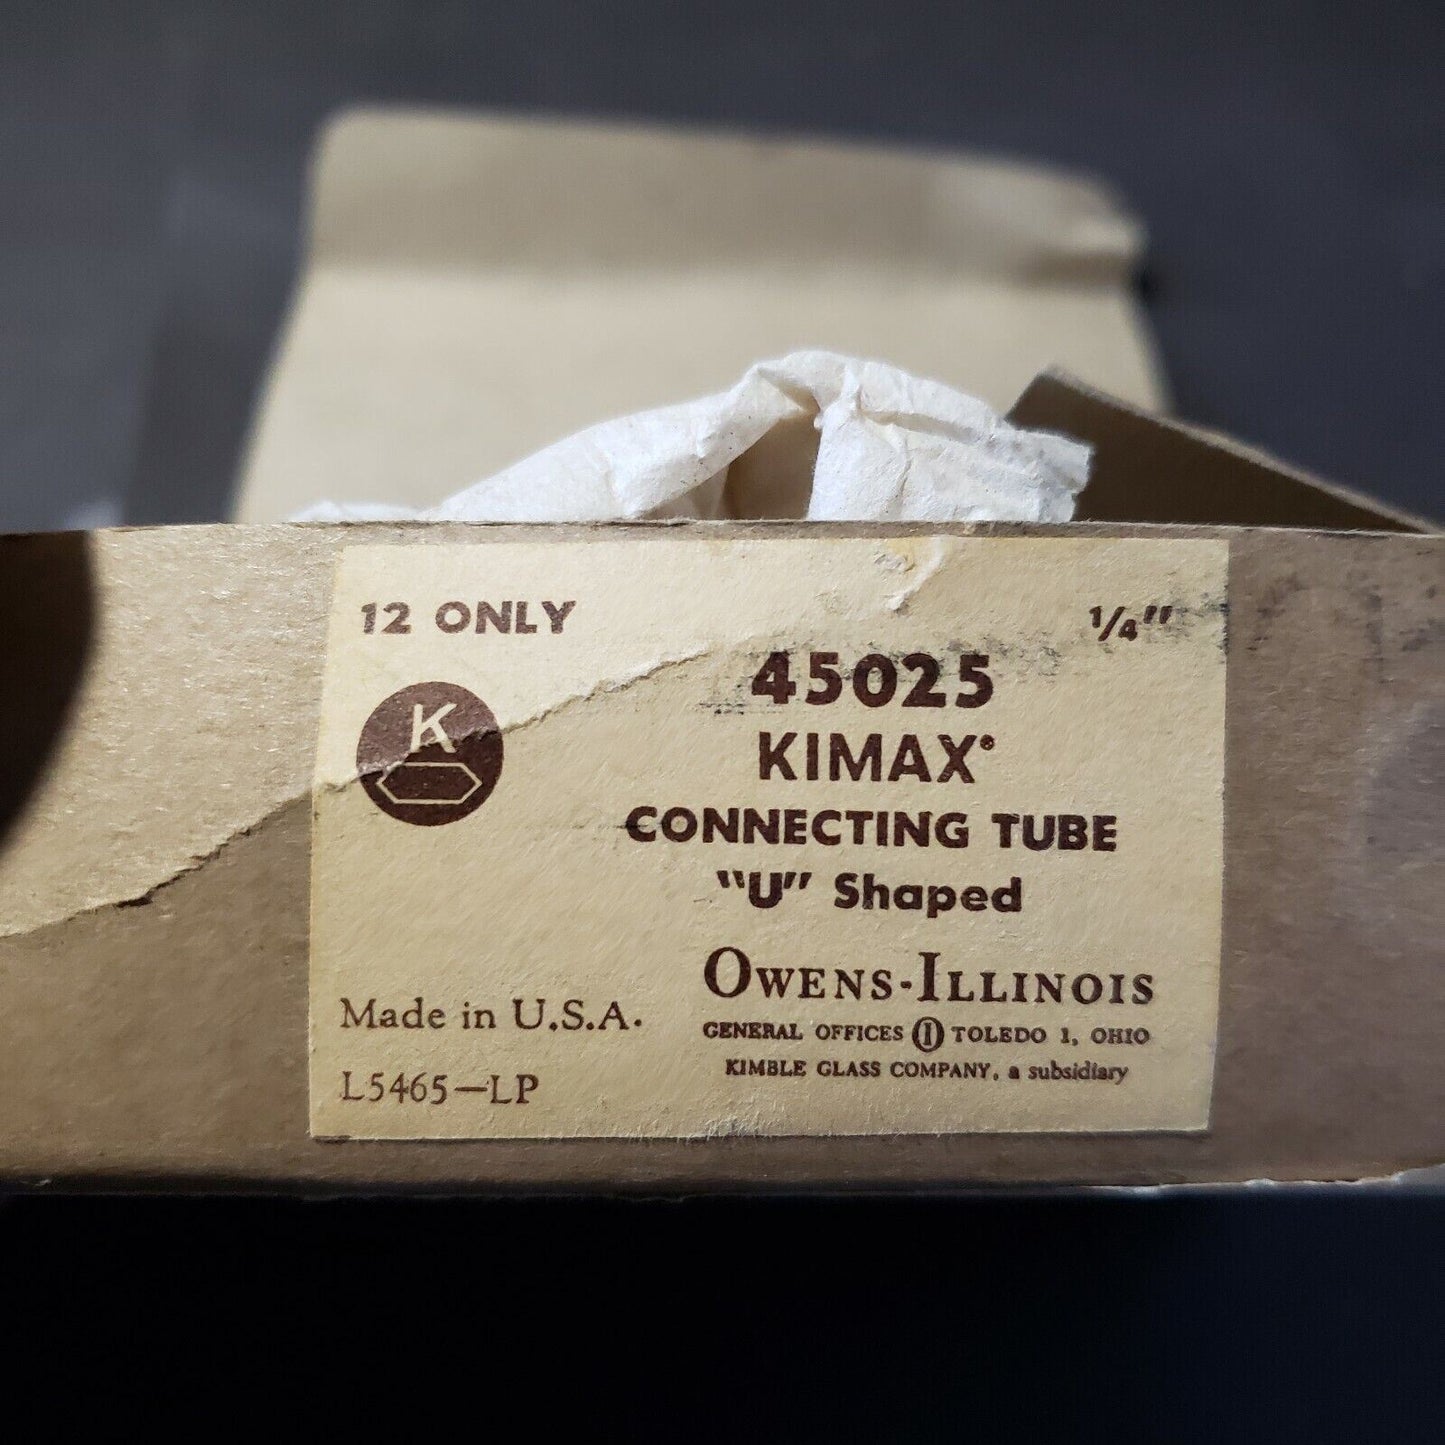 12 ONLY
1/4"
45025
K
KIMAX®
CONNECTING TUBE
"U" Shaped
OWENS-ILLINOIS
Made in U.S.A.
GENERAL OFFICES I TOLEDO 1, OHIO
KIMBLE GLASS COMPANY, a subsidiary
L5465-LP